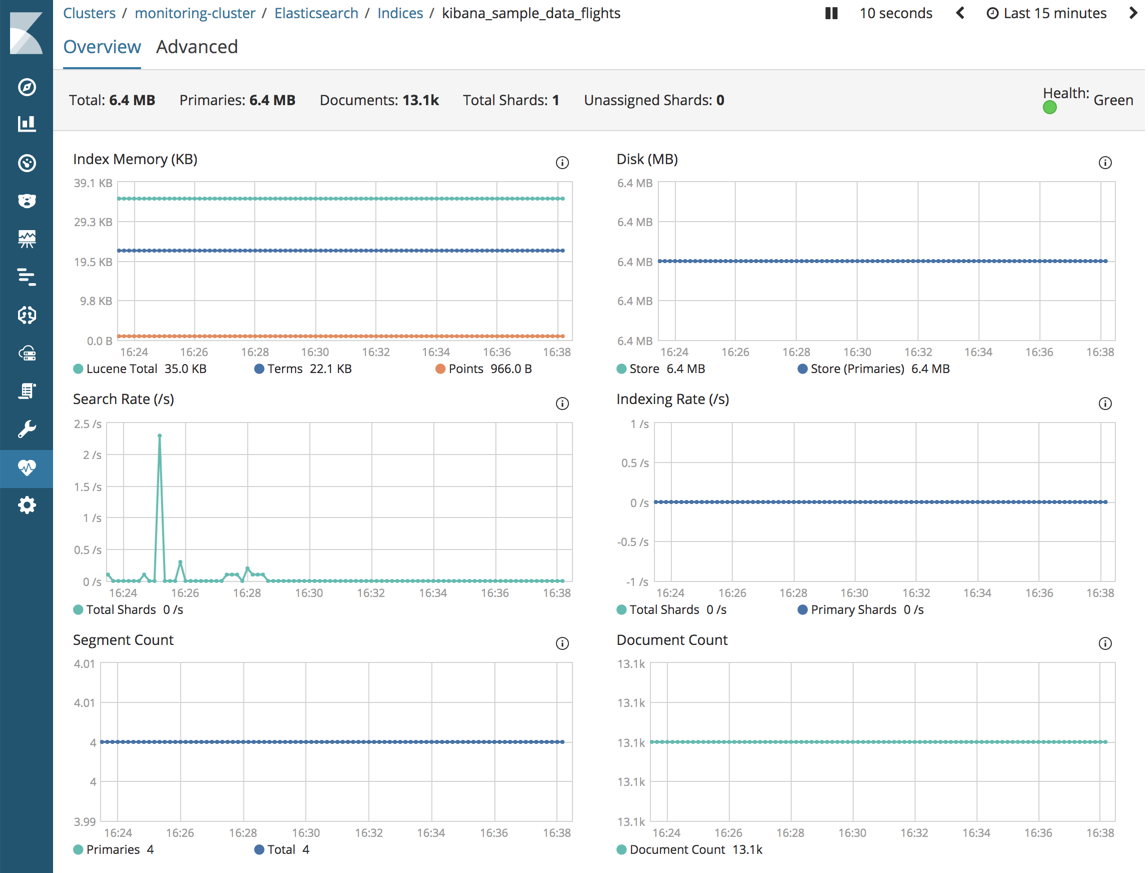 Clusters / monitoring-cluster / Elasticsearch / Indices / kibana_sample_data_flights
10 seconds
Last 15 minutes
Overview Advanced
Total: 6.4 MB Primaries: 6.4 MB Documents: 13.1k Total Shards: 1 Unassigned Shards: 0
Health: Green
Index Memory (KB)
39.1 KB
29.3 KB
19.5 KB
9.8 KB
0.0 B
16:24 16:26 16:28 16:30 16:32 16:34 16:36 16:38
Lucene Total 35.0 KB Terms 22.1 KB Points 966.0 B
Disk (MB)
6.4 MB
6.4 MB
6.4 MB
6.4 MB
6.4 MB
16:24 16:26 16:28 16:30 16:32 16:34 16:36 16:38
Store 6.4 MB Store (Primaries) 6.4 MB
Search Rate (/s)
2.5 /s
2 /s
1.5 /s
1 /s
0.5 /s
0 /s
16:24 16:26 16:28 16:30 16:32 16:34 16:36 16:38
Total Shards 0 /s
Indexing Rate (/s)
1 /s
0.5 /s
0 /s
-0.5 /s
-1 /s
16:24 16:26 16:28 16:30 16:32 16:34 16:36 16:38
Total Shards 0 /s Primary Shards 0 /s
Segment Count
4.01
4.01
4
4
3.99
16:24 16:26 16:28 16:30 16:32 16:34 16:36 16:38
Primaries 4 Total 4
Document Count
13.1k
13.1k
13.1k
13.1k
13.1k
16:24 16:26 16:28 16:30 16:32 16:34 16:36 16:38
Document Count 13.1k